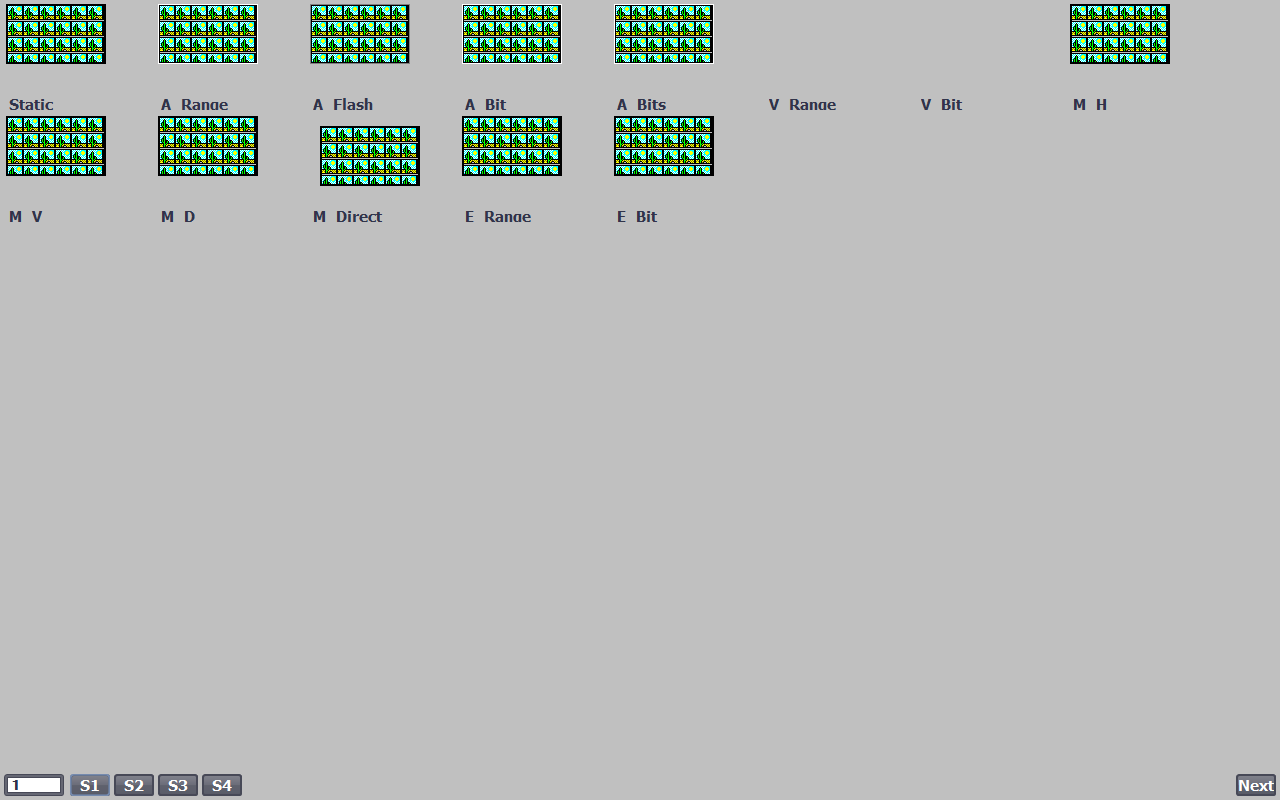 Static A Range A Flash A Bit A Bits V Range V Bit M H
M V M D M Direct E Range E Bit
1 S1 S2 S3 S4 Next